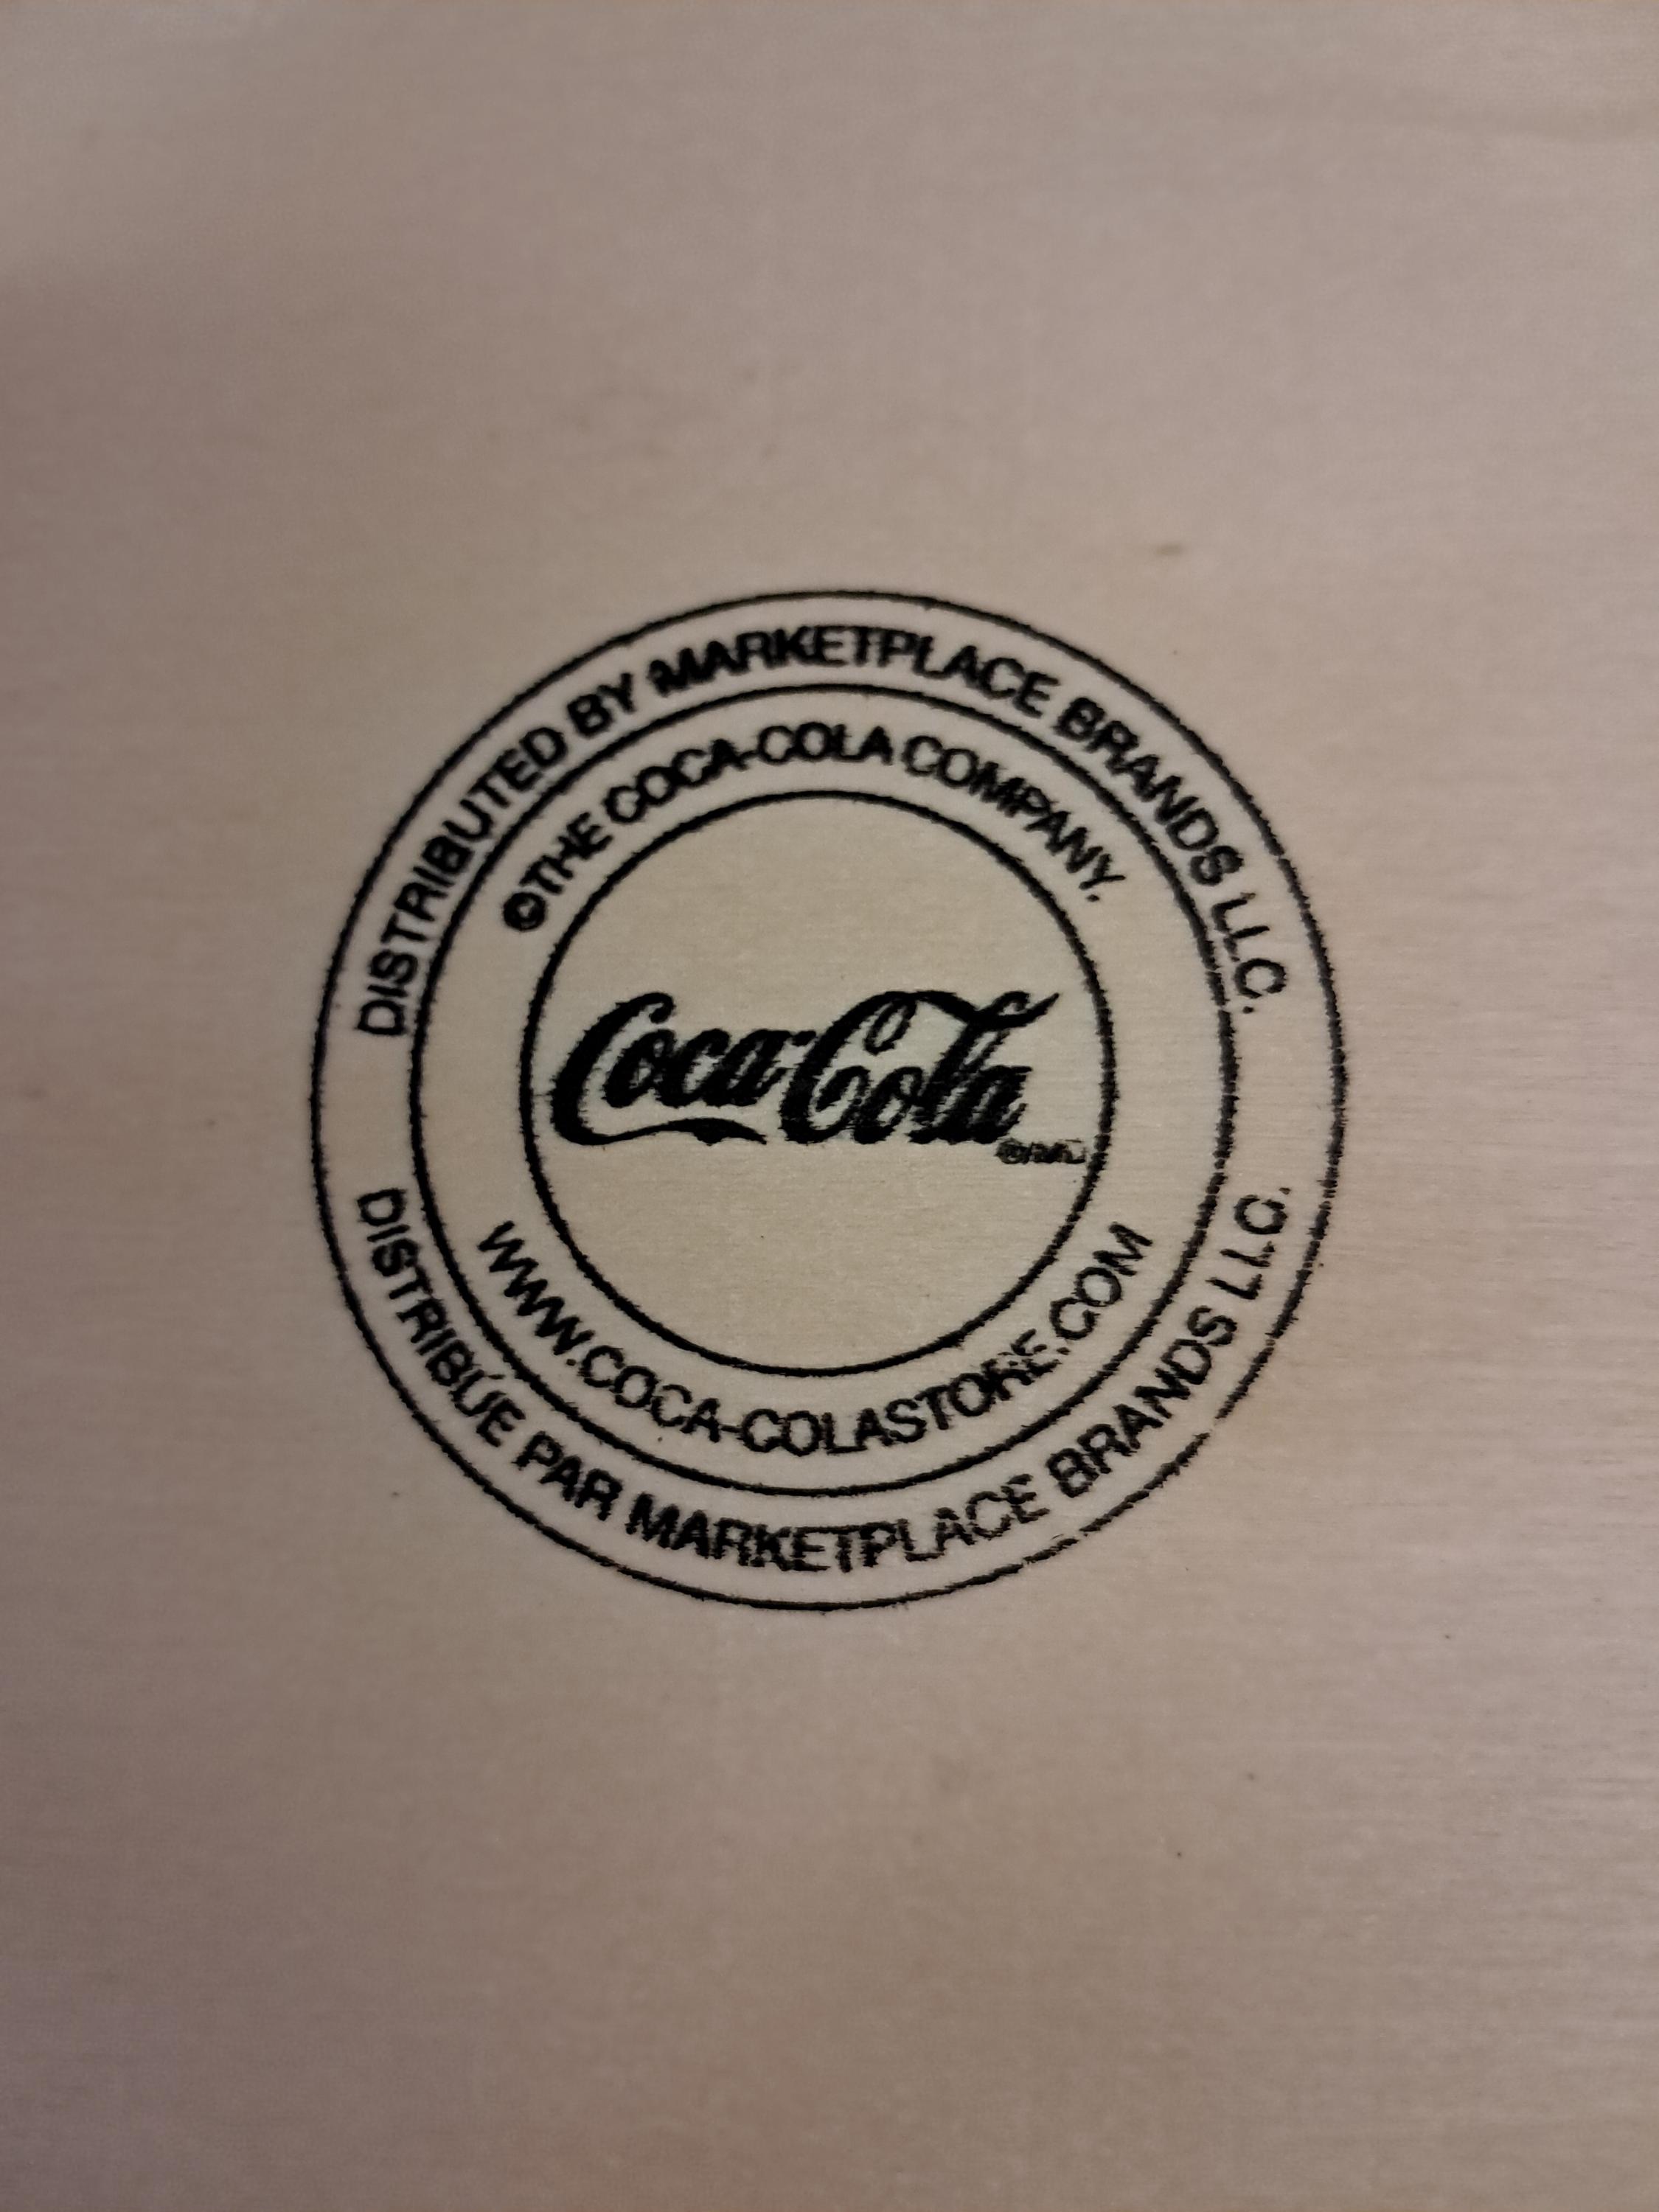 DISTRIBUTED BY MARKETPLACE BRANDS LLC.
©THE COCA-COLA COMPANY.
Coca-Cola
WWW.COCA-COLASTORE.COM
DISTRIBUÉE PAR MARKETPLACE BRANDS LLC.